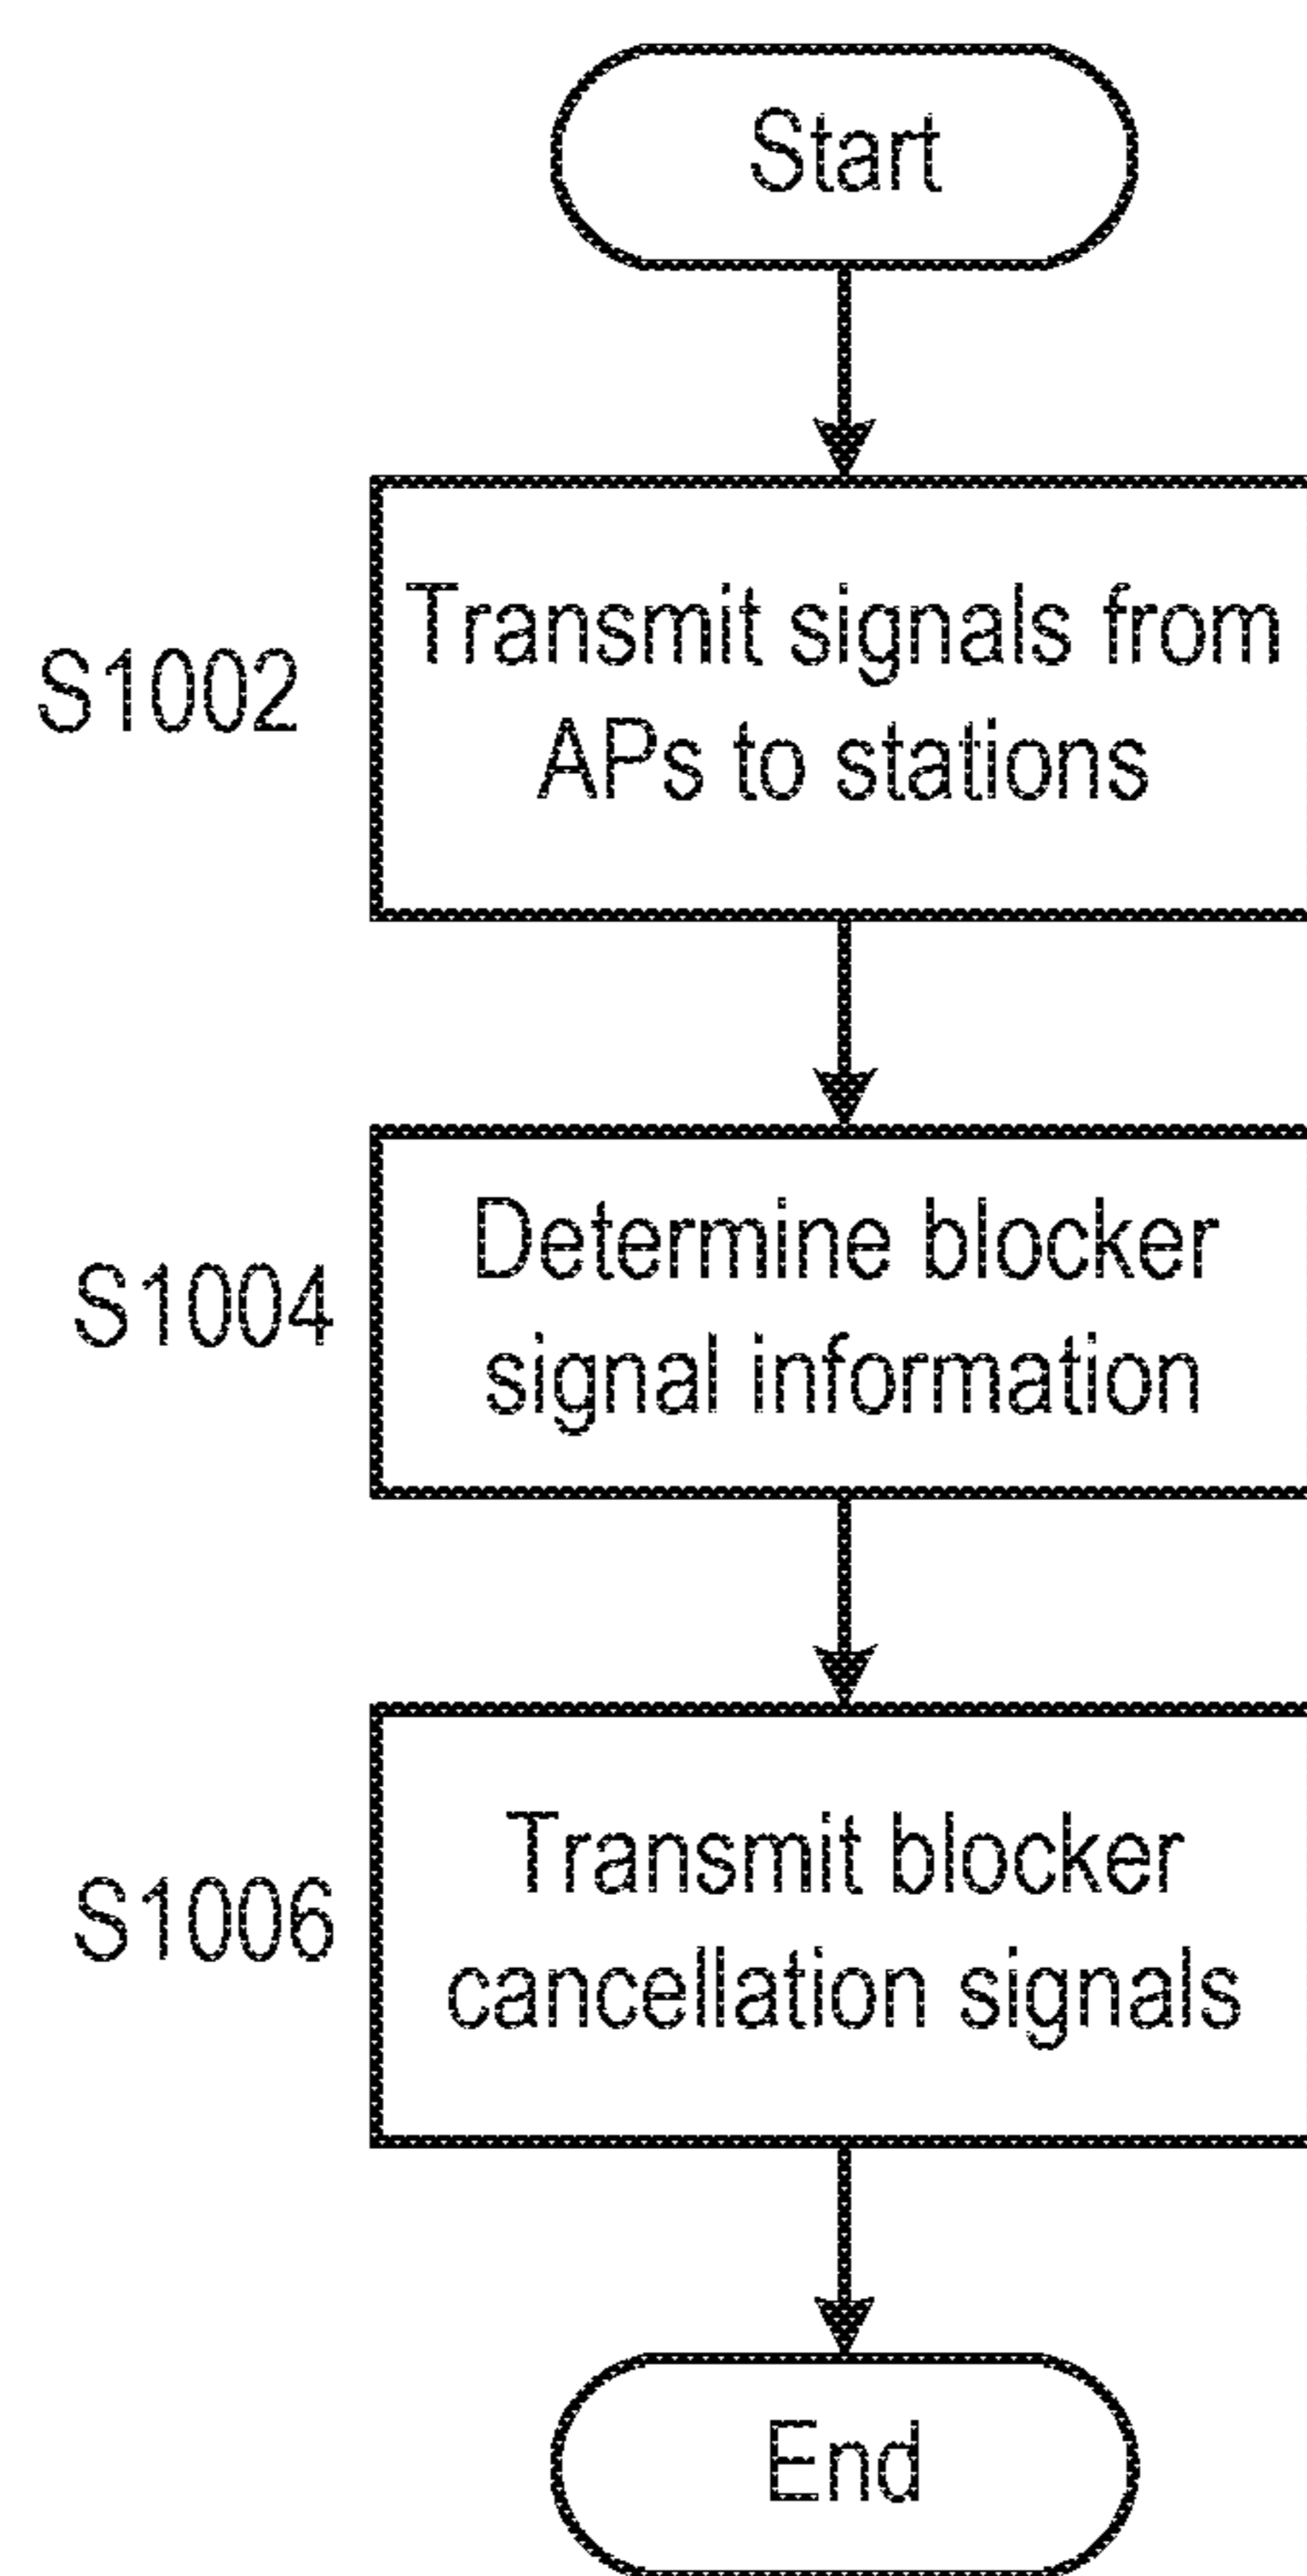 Start
S1002
Transmit signals from
APs to stations
S1004
Determine blocker
signal information
S1006
Transmit blocker
cancellation signals
End